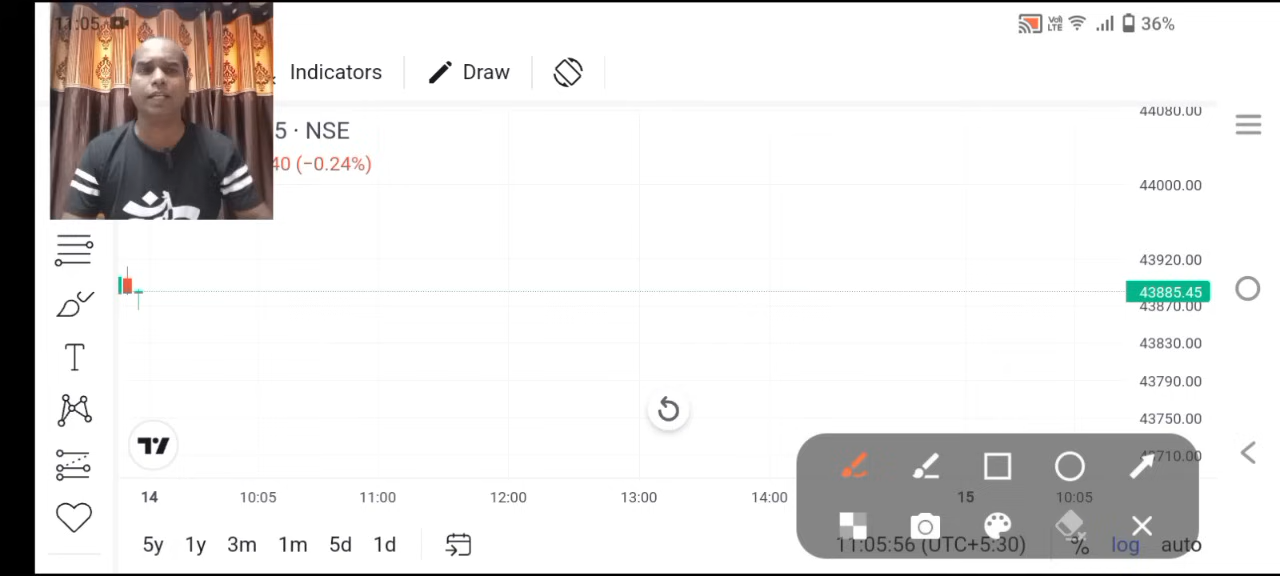 11:05
Voll LTE
36%
Indicators
Draw
5 · NSE
40 (−0.24%)
44080.00
44000.00
43920.00
43885.45
43870.00
43830.00
43790.00
43750.00
43710.00
14
10:05
11:00
12:00
13:00
14:00
15
10:05
5y
1y
3m
1m
5d
1d
11:05:56 (UTC+5:30)
%
log
auto